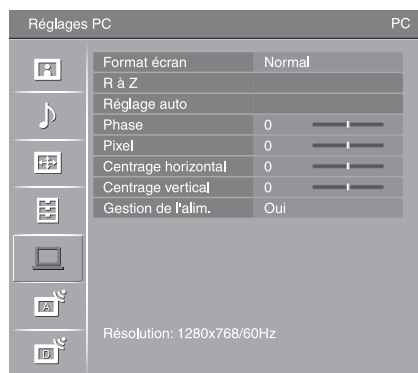 Réglages PC PC
Format écran Normal
R à Z
Réglage auto
Phase 0
Pixel 0
Centrage horizontal 0
Centrage vertical 0
Gestion de l'alim. Oui
A
D
Résolution: 1280x768/60Hz